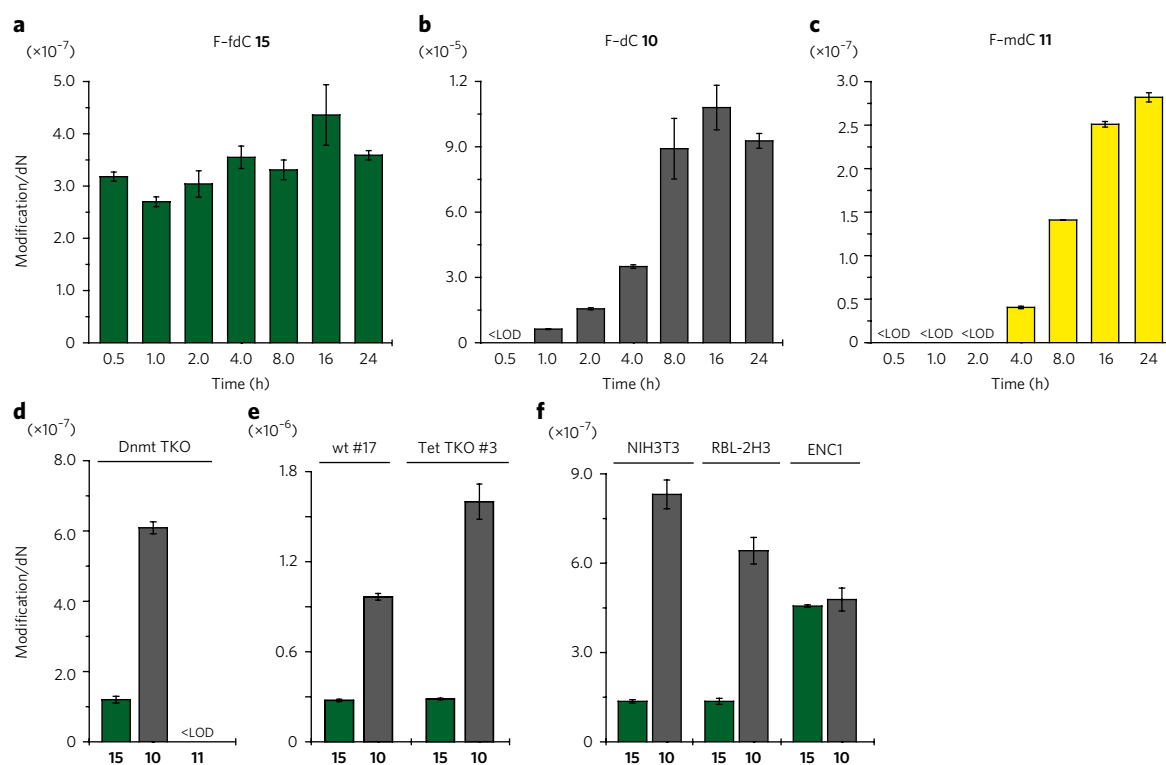 a
F–fdC 15
(×10⁻⁷)
Modification/dN
5.0
4.0
3.0
2.0
1.0
0
0.5 1.0 2.0 4.0 8.0 16 24
Time (h)
b
F–dC 10
(×10⁻⁵)
1.2
9.0
6.0
3.0
0
<LOD
0.5 1.0 2.0 4.0 8.0 16 24
Time (h)
c
F–mdC 11
(×10⁻⁷)
3.0
2.5
1.5
1.0
0.5
0
<LOD <LOD <LOD
0.5 1.0 2.0 4.0 8.0 16 24
Time (h)
d
(×10⁻⁷)
Dnmt TKO
Modification/dN
8.0
6.0
4.0
2.0
0
<LOD
15 10 11
e
(×10⁻⁶)
wt #17 Tet TKO #3
1.8
1.2
0.6
0
15 10 15 10
f
(×10⁻⁷)
NIH3T3 RBL-2H3 ENC1
9.0
6.0
3.0
0
15 10 15 10 15 10